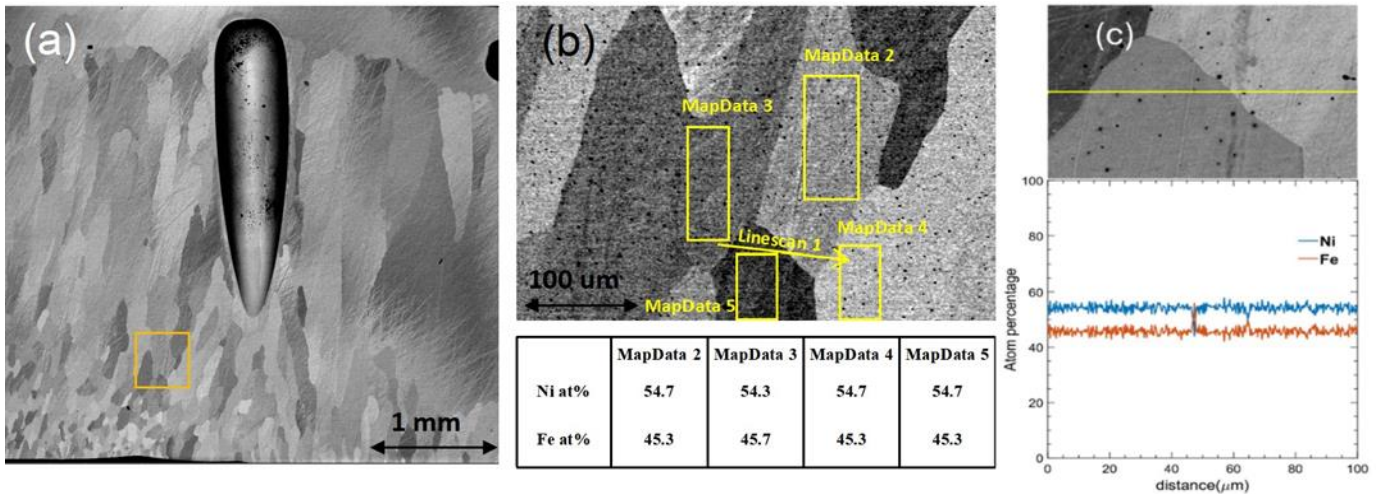 (a)
1 mm
(b)
MapData 2
MapData 3
Linescan 1
MapData 4
100 um
MapData 5
MapData 2 MapData 3 MapData 4 MapData 5
Ni at% 54.7 54.3 54.7 54.7
Fe at% 45.3 45.7 45.3 45.3
(c)
Ni
Fe
100
80
60
40
20
0
Atom percentage
0 20 40 60 80 100
distance(μm)